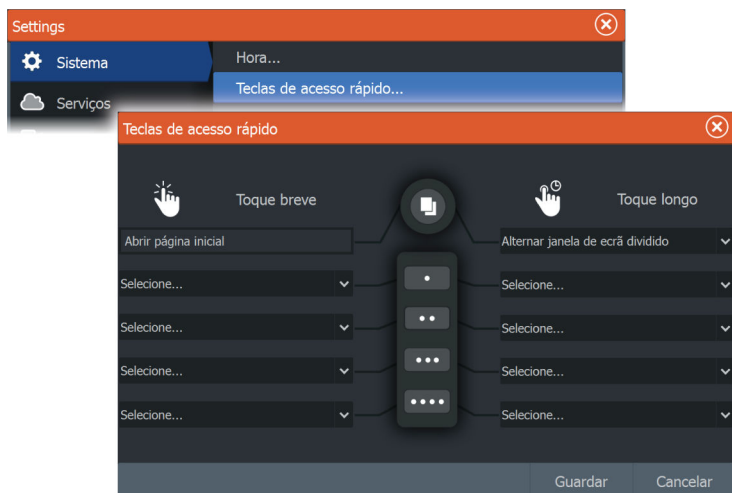 Settings
Sistema
Hora...
Teclas de acesso rápido...
Serviços
Teclas de acesso rápido
Toque breve
Toque longo
Abrir página inicial
Alternar janela de ecrã dividido
Selecione...
Selecione...
Selecione...
Selecione...
Selecione...
Selecione...
Selecione...
Selecione...
Guardar
Cancelar